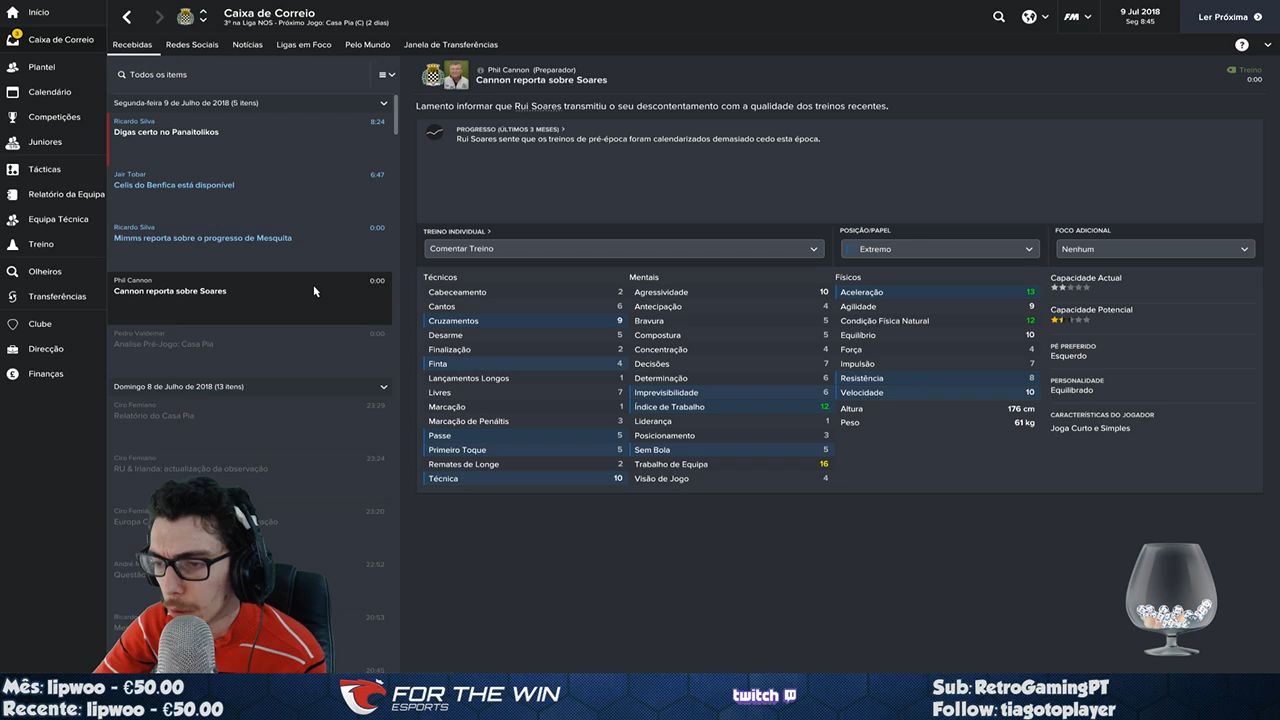 Início
Caixa de Correio
3
Plantel
Calendário
Competições
Juniores
Tácticas
Relatório da Equipa
Equipa Técnica
Treino
Olheiros
Transferências
Clube
Direcção
Finanças
Caixa de Correio
3º na Liga NOS - Próximo Jogo: Casa Pia (C) (2 dias)
FM
9 Jul 2018
Seg 8:45
Ler Próxima
Recebidas
Redes Sociais
Notícias
Ligas em Foco
Pelo Mundo
Janela de Transferências
?
Todos os items
Segunda-feira 9 de Julho de 2018 (5 itens)
Ricardo Silva 8:24
Digas certo no Panaitolikos
Jair Tobar 6:47
Celis do Benfica está disponível
Ricardo Silva 0:00
Mimms reporta sobre o progresso de Mesquita
Phil Cannon 0:00
Cannon reporta sobre Soares
Pedro Valdemar 0:00
Analise Pré-Jogo: Casa Pia
Domingo 8 de Julho de 2018 (13 itens)
Ciro Femiano 23:29
Relatório do Casa Pia
Ciro Femiano 23:24
RU & Irlanda: actualização da observação
Ciro Femiano 23:20
Europa
André 22:52
Questão
Ricardo 20:53
20:45
Phil Cannon (Preparador)
Cannon reporta sobre Soares
Treino
0:00
Lamento informar que Rui Soares transmitiu o seu descontentamento com a qualidade dos treinos recentes.
PROGRESSO (ÚLTIMOS 3 MESES) >
Rui Soares sente que os treinos de pré-época foram calendarizados demasiado cedo esta época.
TREINO INDIVIDUAL >
Comentar Treino
POSIÇÃO/PAPEL
Extremo
FOCO ADICIONAL
Nenhum
Técnicos
Cabeceamento 2
Cantos 6
Cruzamentos 9
Desarme 5
Finalização 2
Finta 4
Lançamentos Longos 1
Livres 7
Marcação 1
Marcação de Penáltis 3
Passe 5
Primeiro Toque 5
Remates de Longe 2
Técnica 10
Mentais
Agressividade 10
Antecipação 4
Bravura 5
Compostura 5
Concentração 4
Decisões 7
Determinação 6
Imprevisibilidade 6
Índice de Trabalho 12
Liderança 1
Posicionamento 3
Sem Bola 5
Trabalho de Equipa 16
Visão de Jogo 4
Físicos
Aceleração 13
Agilidade 9
Condição Física Natural 12
Equilíbrio 10
Força 4
Impulsão 7
Resistência 8
Velocidade 10
Altura 176 cm
Peso 61 kg
Capacidade Actual
Capacidade Potencial
PÉ PREFERIDO
Esquerdo
PERSONALIDADE
Equilibrado
CARACTERÍSTICAS DO JOGADOR
Joga Curto e Simples
Mês: lipwoo - €50.00
Recente: lipwoo - €50.00
FOR THE WIN
ESPORTS
twitch
Sub: RetroGamingPT
Follow: tiagotoplayer